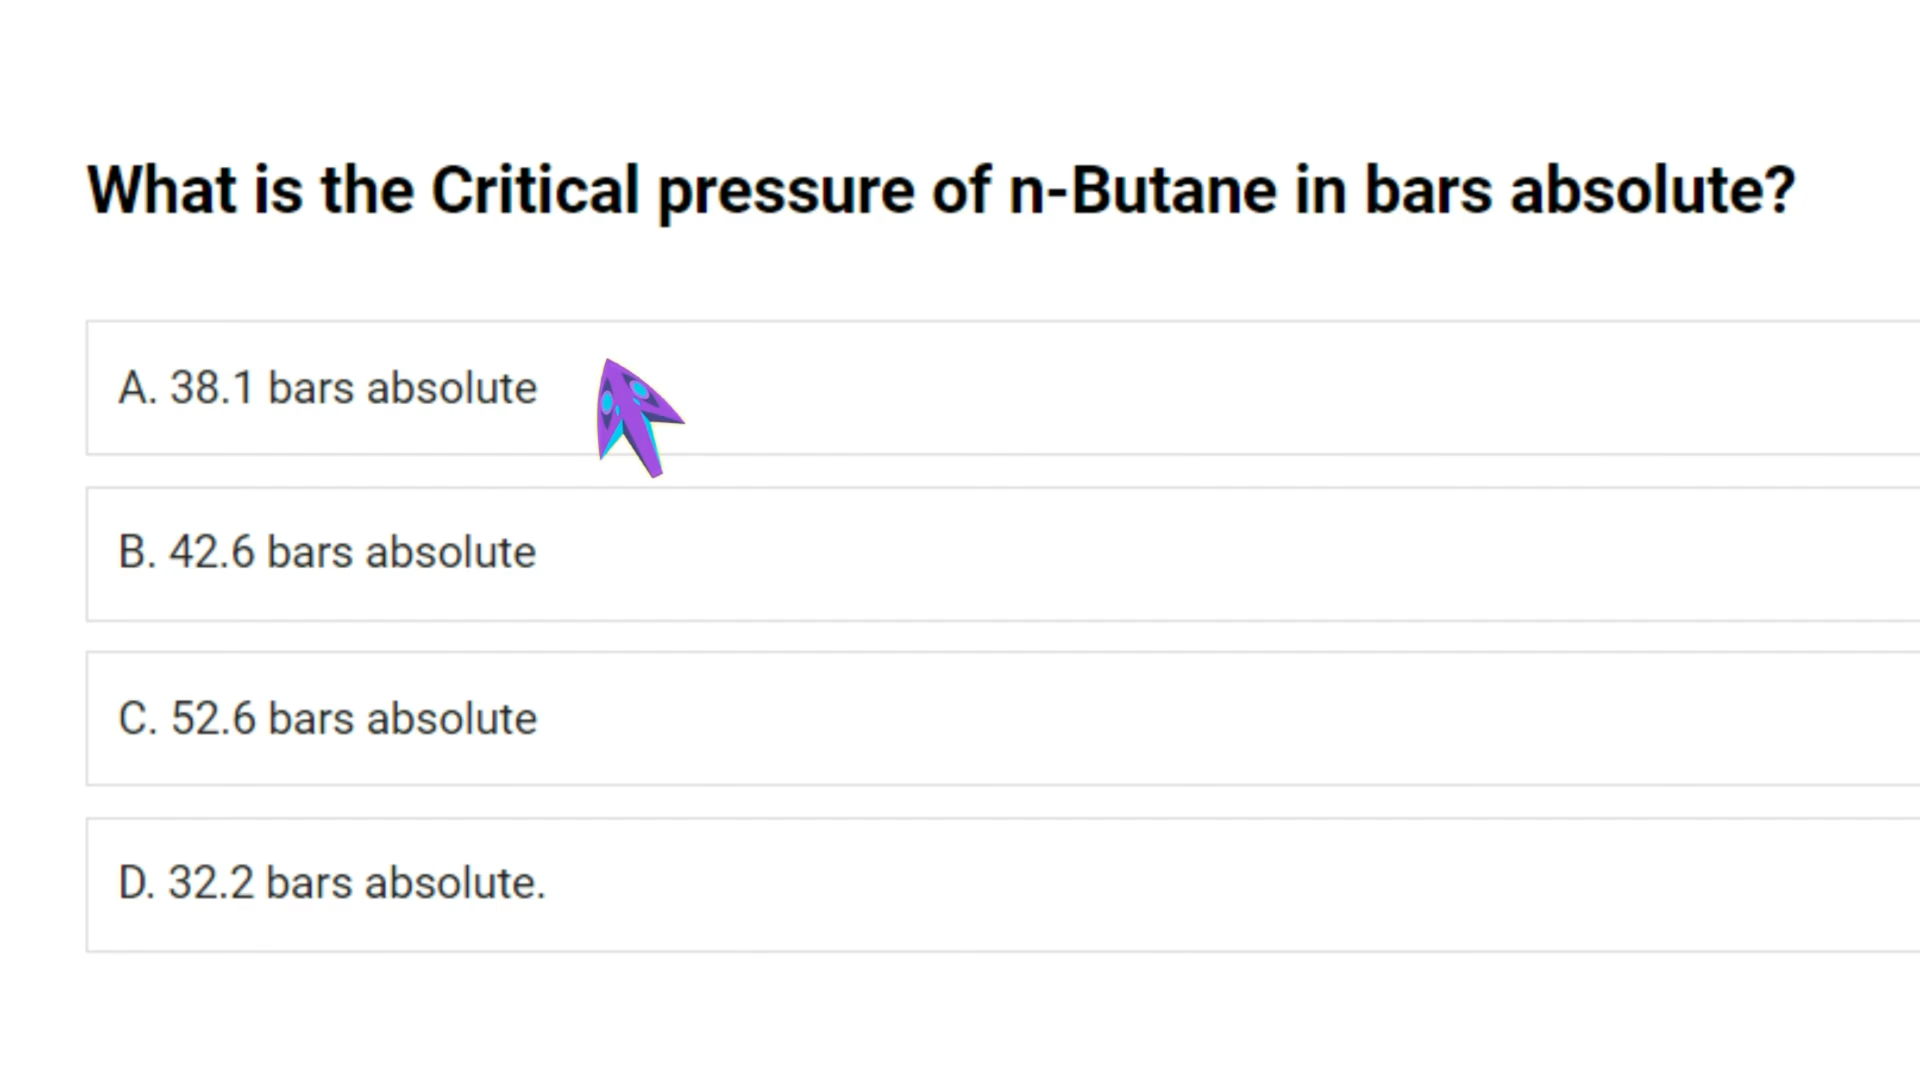 What is the Critical pressure of n-Butane in bars absolute?
A. 38.1 bars absolute
B. 42.6 bars absolute
C. 52.6 bars absolute
D. 32.2 bars absolute.